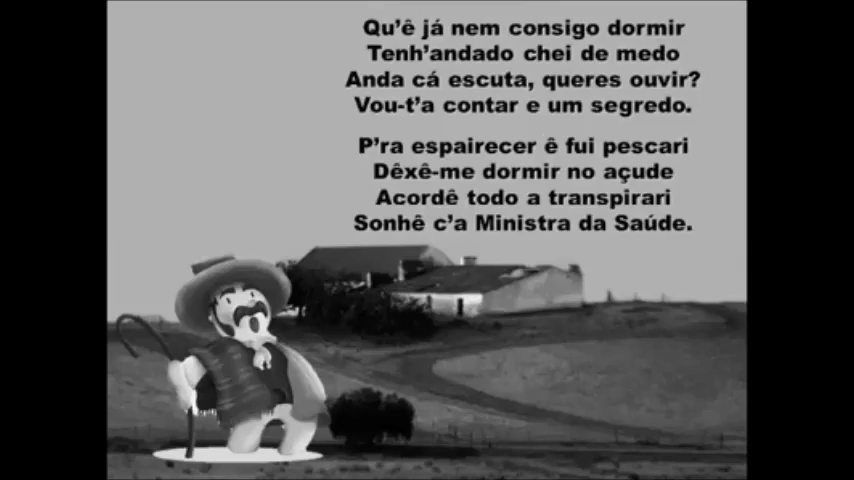 Qu'ê já nem consigo dormir
Tenh'andado chei de medo
Anda cá escuta, queres ouvir?
Vou-t'a contar e um segredo.
P'ra espairecer ê fui pescari
Dêxê-me dormir no açude
Acordê todo a transpirari
Sonhê c'a Ministra da Saúde.